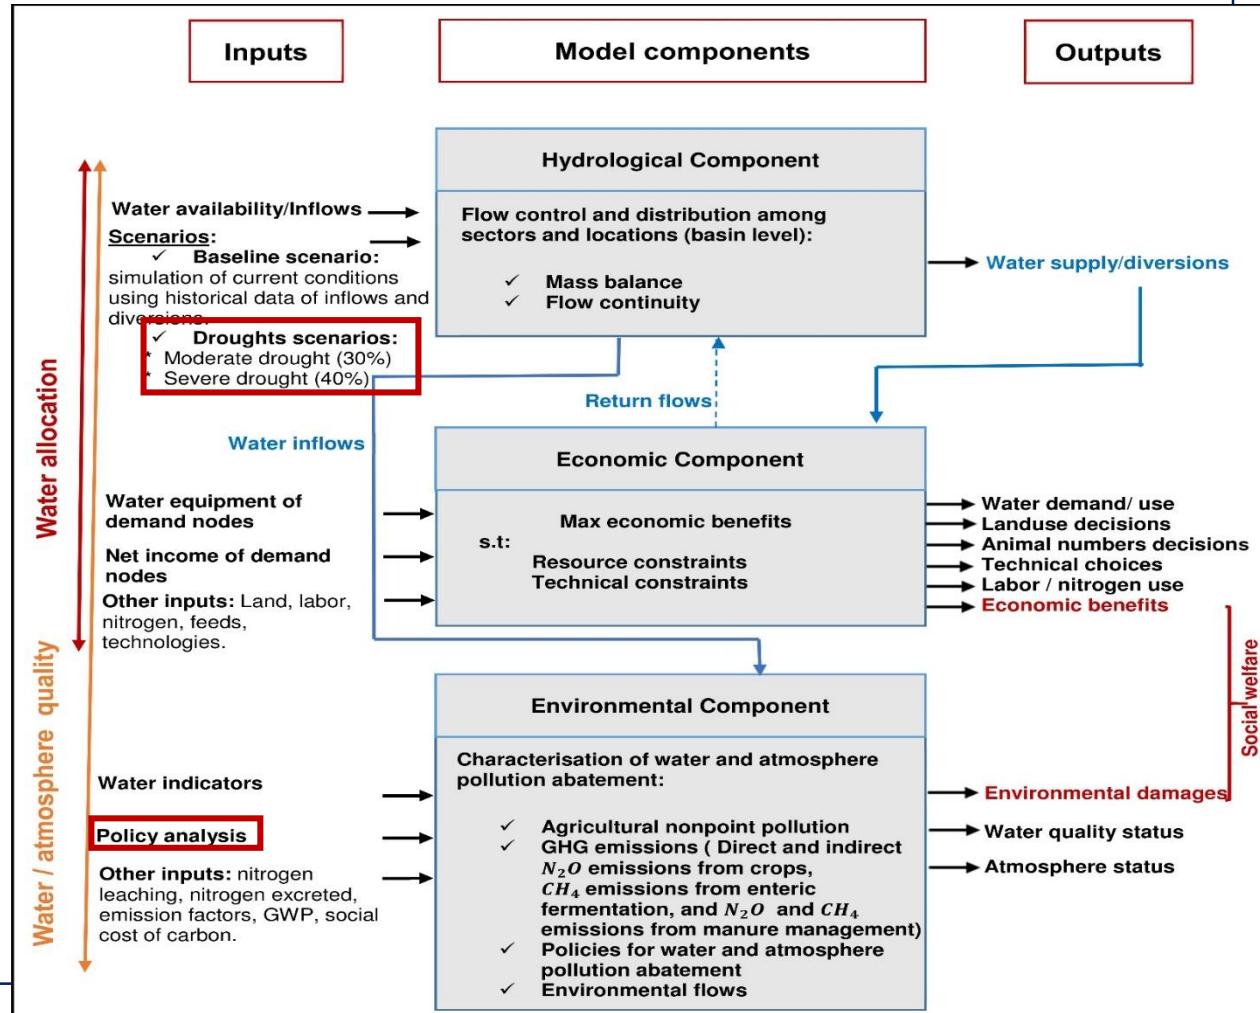 Inputs
Model components
Outputs
Hydrological Component
Water availability/Inflows
Scenarios:
✓ Baseline scenario:
simulation of current conditions
using historical data of inflows and
diversions.
✓ Droughts scenarios:
* Moderate drought (30%)
* Severe drought (40%)
Flow control and distribution among
sectors and locations (basin level):
✓ Mass balance
✓ Flow continuity
Water supply/diversions
Return flows
Water inflows
Water allocation
Economic Component
Water equipment of
demand nodes
Net income of demand
nodes
Other inputs: Land, labor,
nitrogen, feeds,
technologies.
Max economic benefits
s.t:
Resource constraints
Technical constraints
Water demand/ use
Landuse decisions
Animal numbers decisions
Technical choices
Labor / nitrogen use
Economic benefits
Social welfare
Water / atmosphere quality
Environmental Component
Water indicators
Policy analysis
Other inputs: nitrogen
leaching, nitrogen excreted,
emission factors, GWP, social
cost of carbon.
Characterisation of water and atmosphere
pollution abatement:
✓ Agricultural nonpoint pollution
✓ GHG emissions ( Direct and indirect
N₂O emissions from crops,
CH₄ emissions from enteric
fermentation, and N₂O and CH₄
emissions from manure management)
✓ Policies for water and atmosphere
pollution abatement
✓ Environmental flows
Environmental damages
Water quality status
Atmosphere status